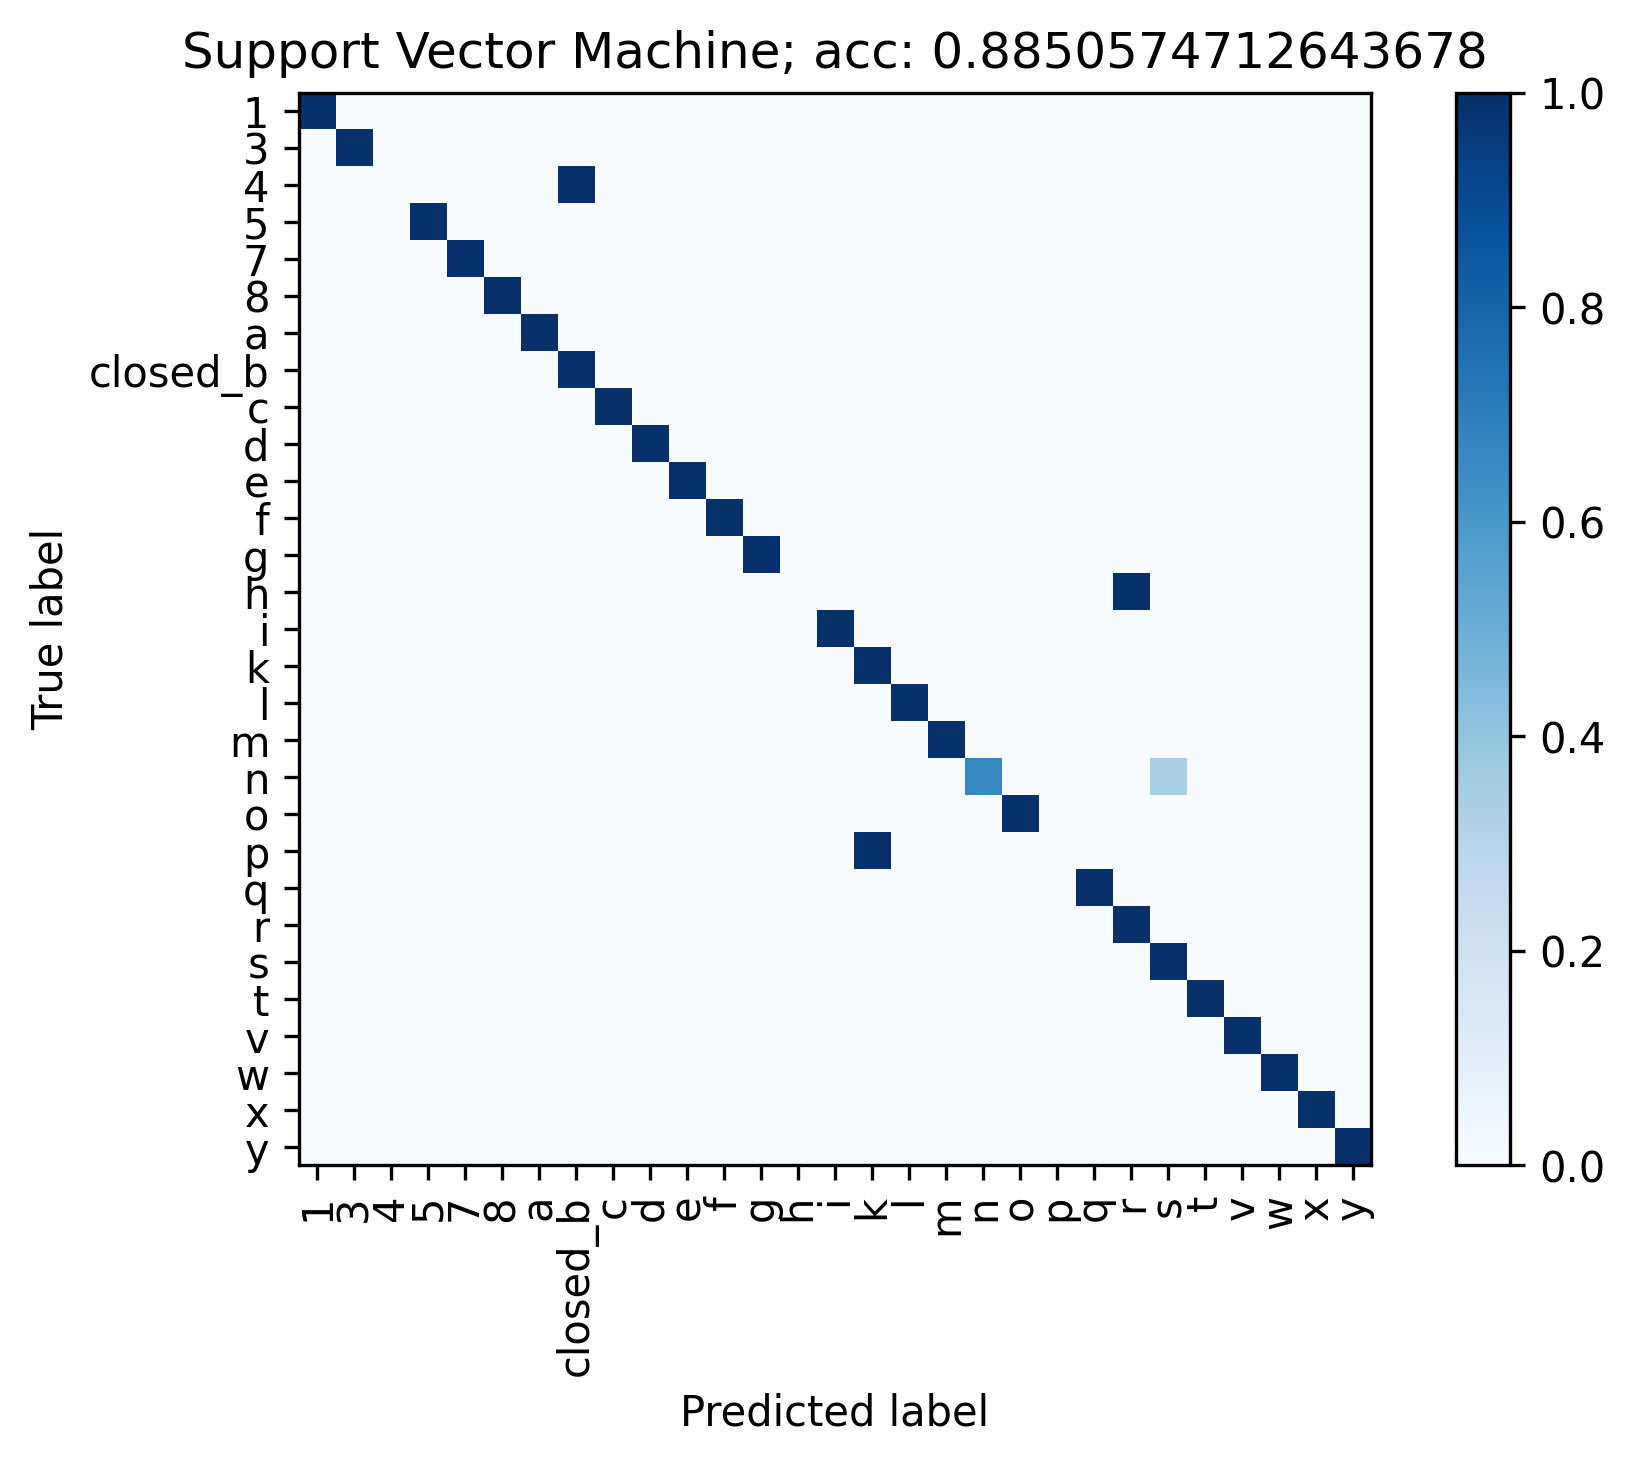 Support Vector Machine; acc: 0.8850574712643678
1
3
4
5
7
8
a
closed_b
c
d
e
f
g
h
i
k
l
m
n
o
p
q
r
s
t
v
w
x
y
True label
1
3
4
5
7
8
a
closed_b
c
d
e
f
g
h
i
k
l
m
n
o
p
q
r
s
t
v
w
x
y
Predicted label
1.0
0.8
0.6
0.4
0.2
0.0